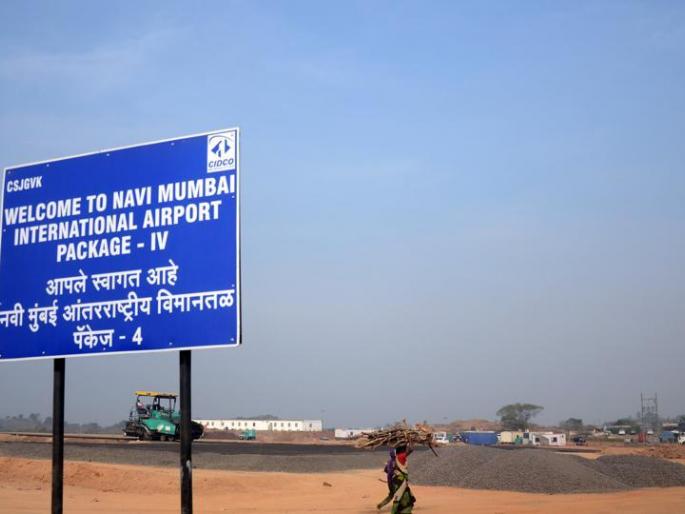 CIDCO
CSJGVK
WELCOME TO NAVI MUMBAI
INTERNATIONAL AIRPORT
PACKAGE - IV
आपले स्वागत आहे
नवी मुंबई आंतरराष्ट्रीय विमानतळ
पॅकेज - 4